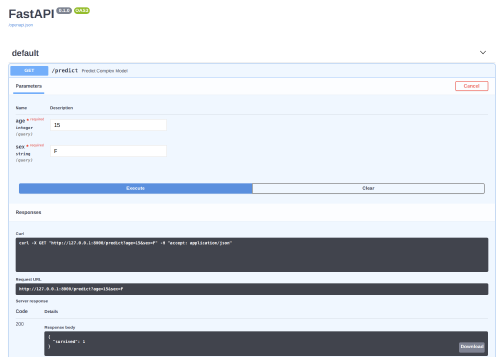 FastAPI 0.1.0 OAS3
/openapi.json
default
GET /predict Predict Complex Model
Parameters
Cancel
Name Description
age * required
integer
(query)
15
sex * required
string
(query)
F
Execute Clear
Responses
Curl
curl -X GET "http://127.0.0.1:8000/predict?age=15&sex=F" -H "accept: application/json"
Request URL
http://127.0.0.1:8000/predict?age=15&sex=F
Server response
Code Details
200
Response body
{
"survived": 1
}
Download